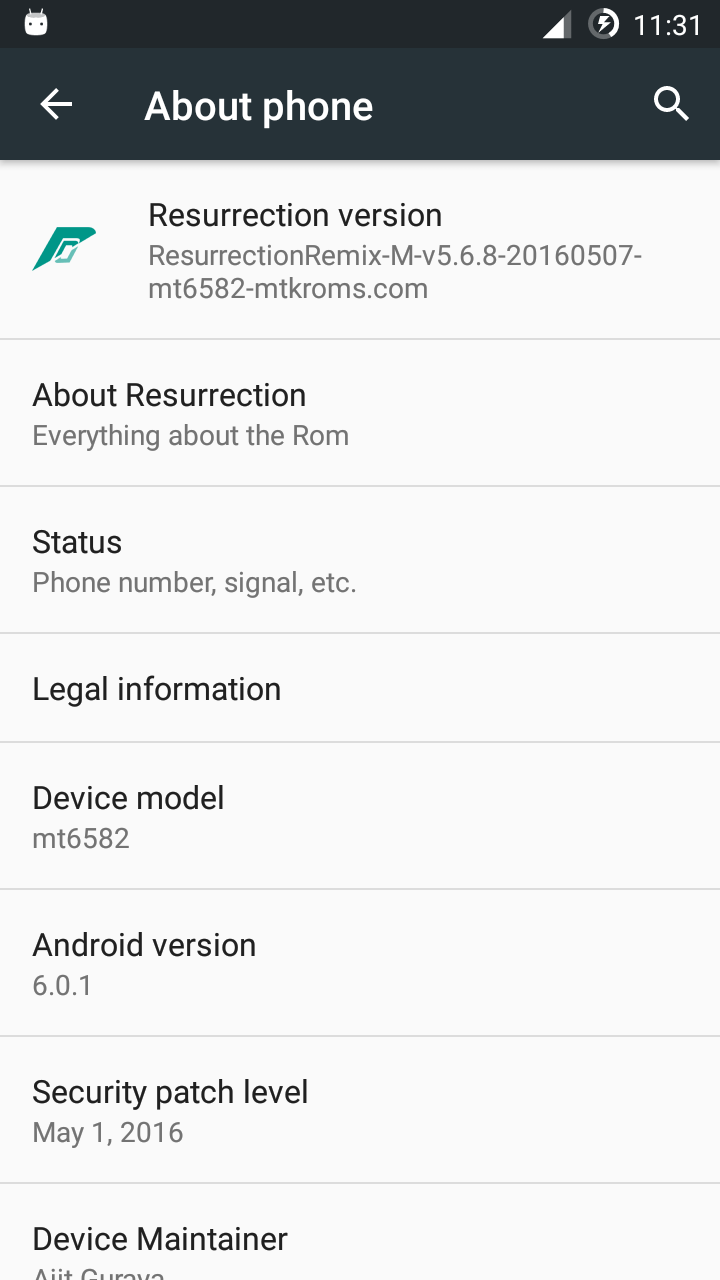 11:31
About phone
Resurrection version
ResurrectionRemix-M-v5.6.8-20160507-
mt6582-mtkroms.com
About Resurrection
Everything about the Rom
Status
Phone number, signal, etc.
Legal information
Device model
mt6582
Android version
6.0.1
Security patch level
May 1, 2016
Device Maintainer